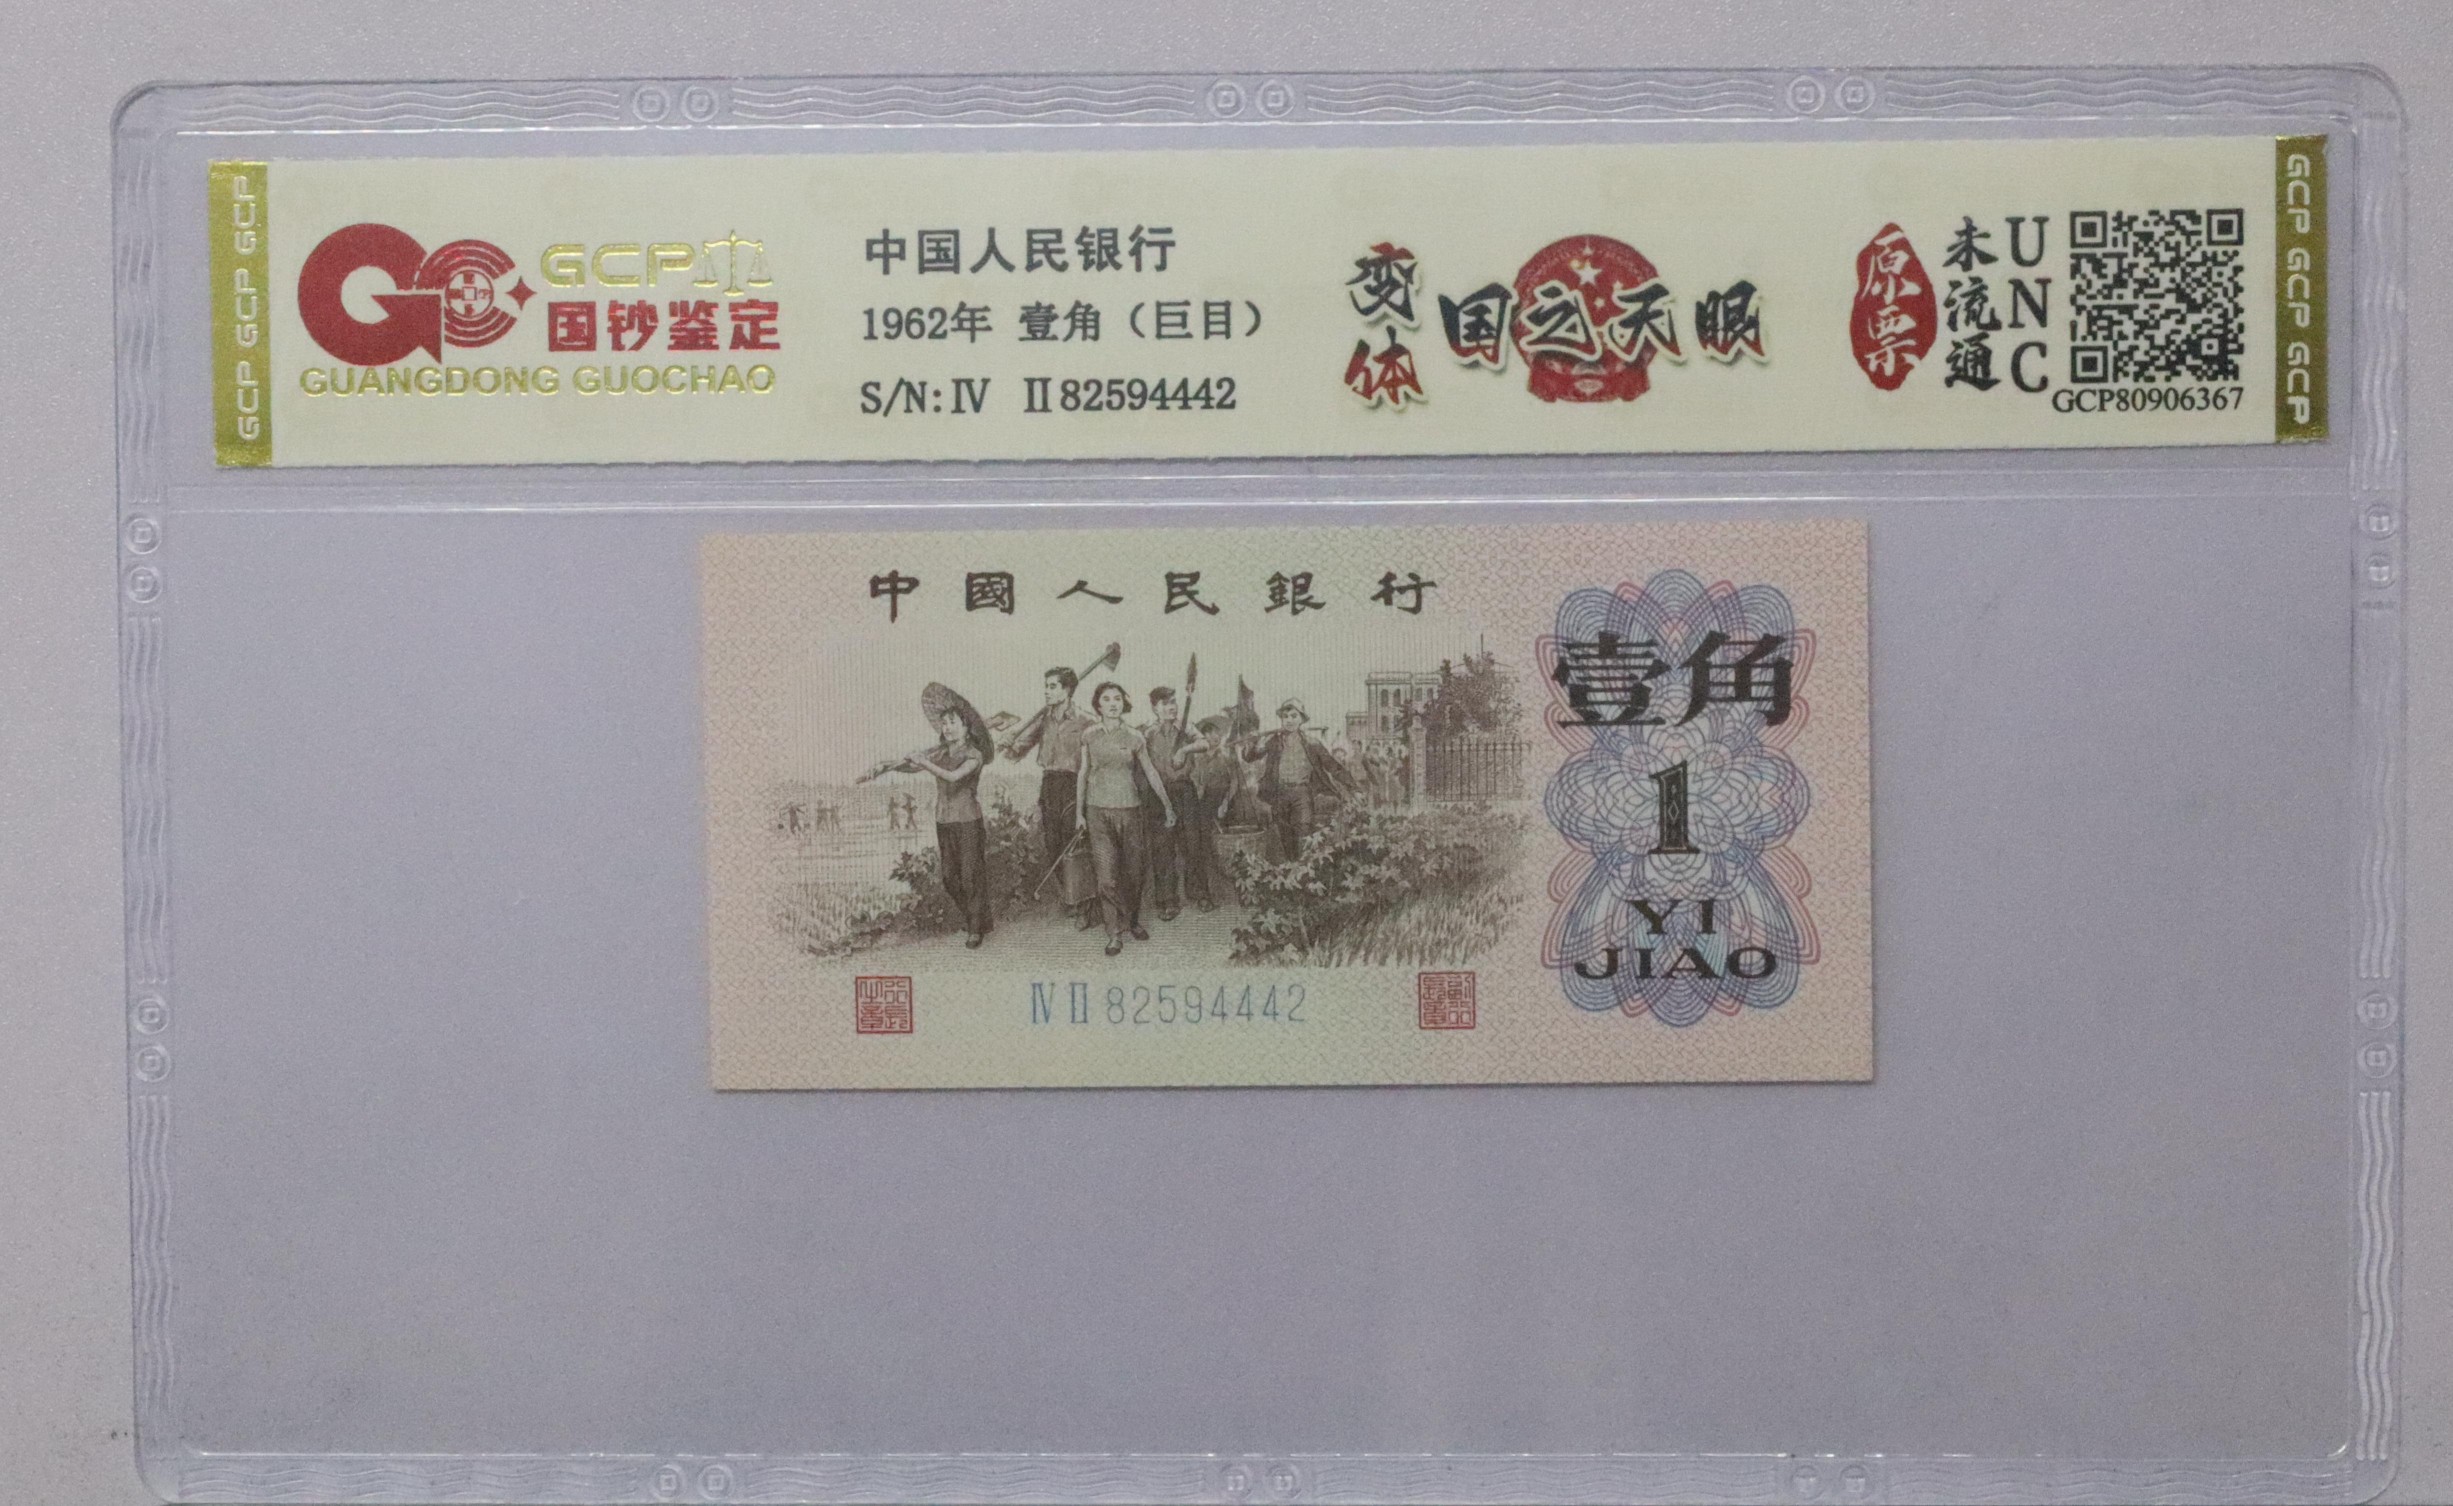 GCP GCP GCP
GCP
国钞鉴定
GUANGDONG GUOCHAO
中国人民银行
1962年 壹角（巨目）
S/N: Ⅳ Ⅱ82594442
变体
国之天眼
原票
未流通
UNC
GCP80906367
GCP GCP GCP
中國人民銀行
壹角
1
YI
JIAO
Ⅳ Ⅱ 82594442